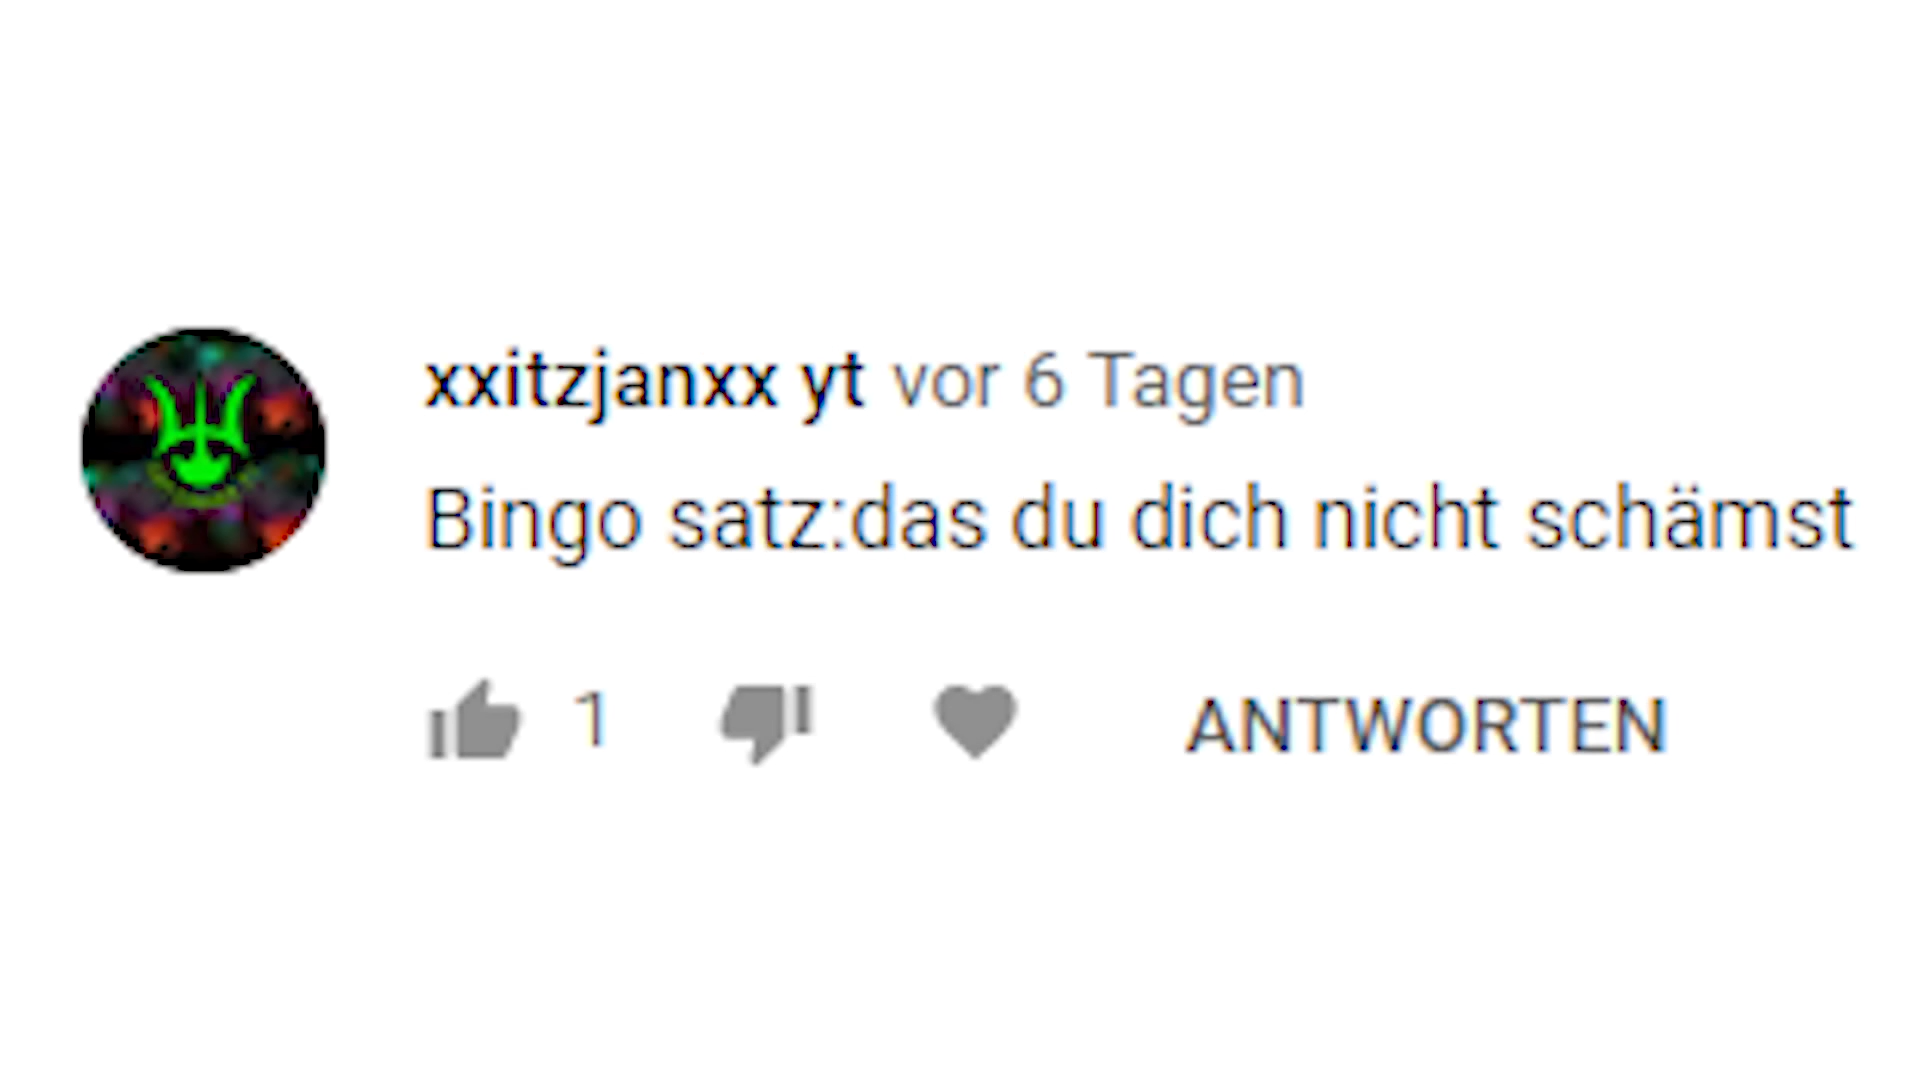 xxitzjanxx yt vor 6 Tagen
Bingo satz:das du dich nicht schämst
1 ANTWORTEN